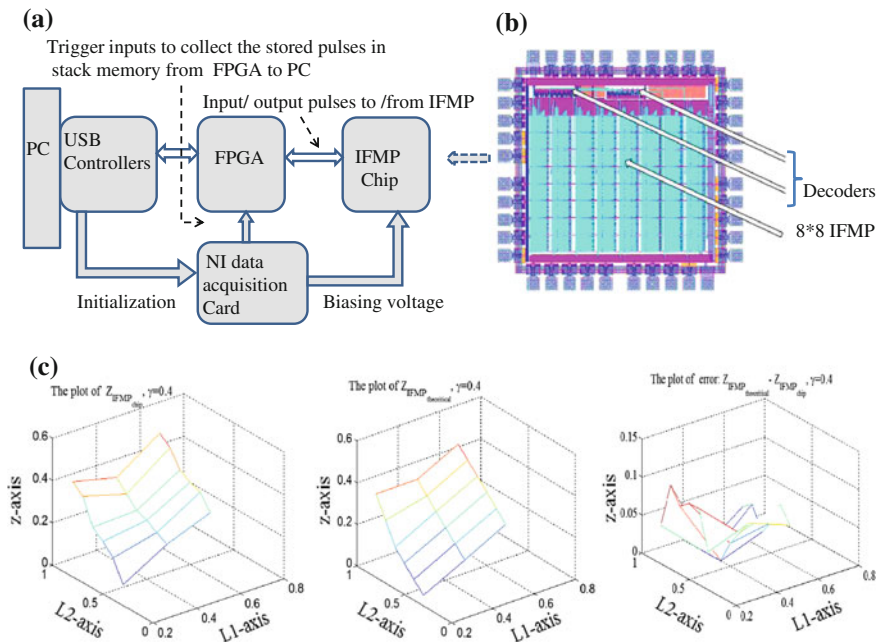 (a)
Trigger inputs to collect the stored pulses in
stack memory from FPGA to PC
Input/ output pulses to /from IFMP
PC
USB
Controllers
FPGA
IFMP
Chip
NI data
acquisition
Card
Initialization
Biasing voltage
(b)
Decoders
8*8 IFMP
(c)
The plot of Z_IFMP_chip, γ=0.4
z-axis
0.6
0.4
0.2
0
1
0.5
0
L2-axis
0.2
0.4
0.6
0.8
L1-axis
The plot of Z_IFMP_theoritical, γ=0.4
z-axis
0.6
0.4
0.2
0
1
0.5
0
L2-axis
0.2
0.4
0.6
0.8
L1-axis
The plot of error: Z_IFMP_theoritical - Z_IFMP_chip, γ=0.4
z-axis
0.15
0.1
0.05
0
1
0.5
0
L2-axis
0.2
0.4
0.6
0.8
L1-axis